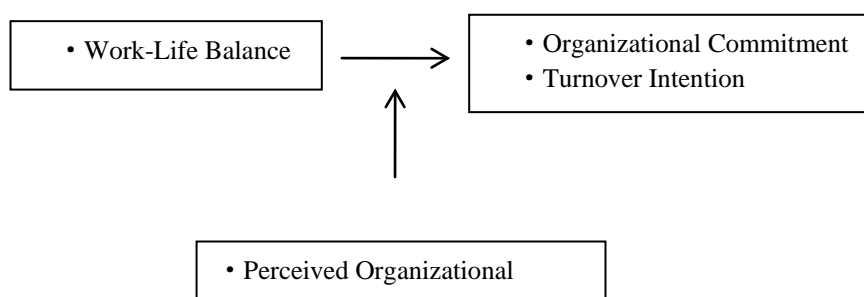 • Work-Life Balance
• Organizational Commitment
• Turnover Intention
• Perceived Organizational